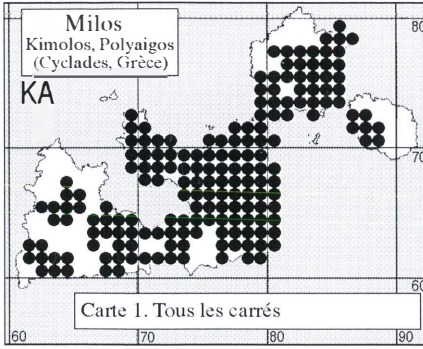 Milos
Kimolos, Polyaigos
(Cyclades, Grèce)
KA
80
70
60
Carte 1. Tous les carrés
60
70
80
90